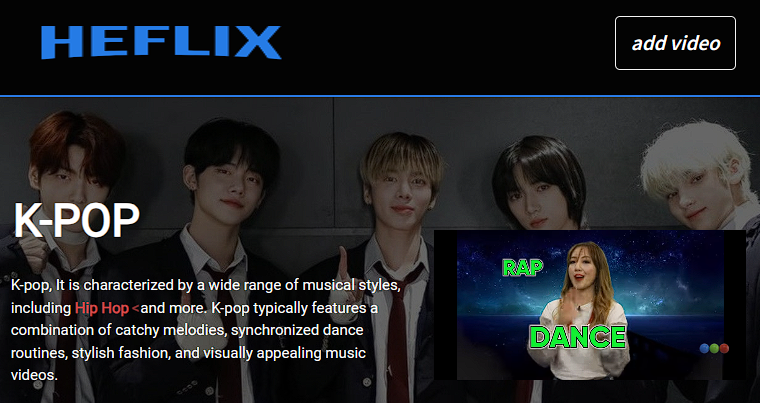 HEFLIX
add video
K-POP
K-pop, It is characterized by a wide range of musical styles,
including Hip Hop <and more. K-pop typically features a
combination of catchy melodies, synchronized dance
routines, stylish fashion, and visually appealing music
videos.
RAP
DANCE